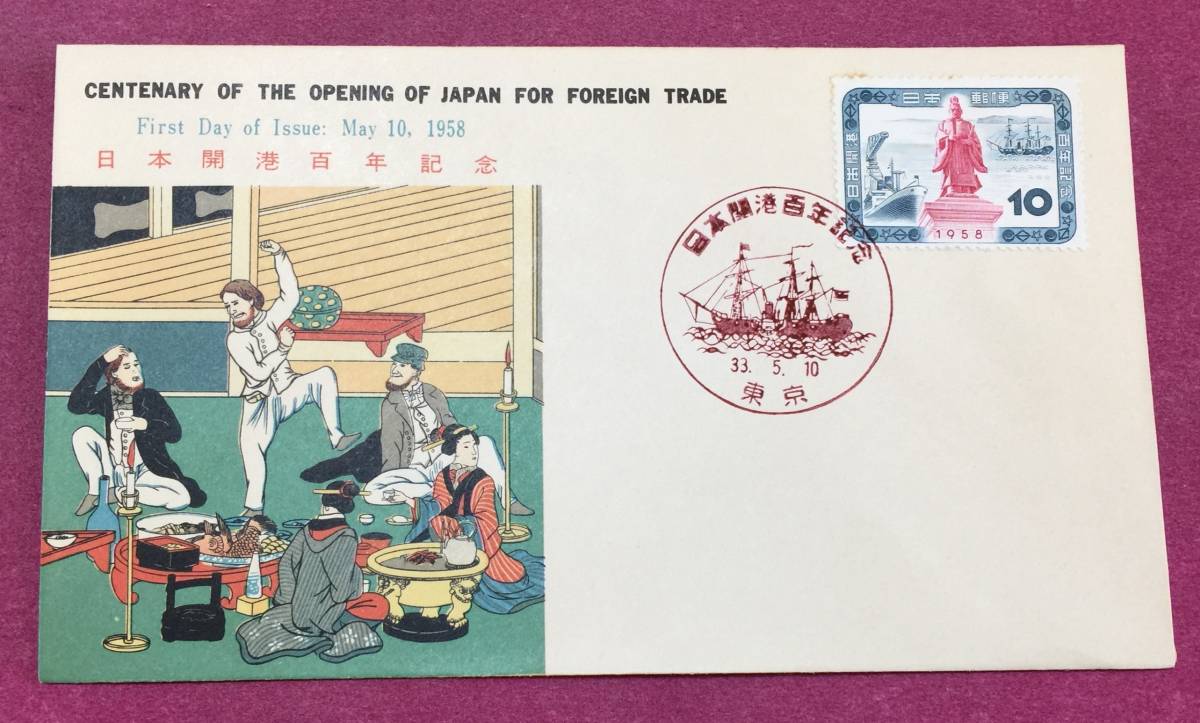 CENTENARY OF THE OPENING OF JAPAN FOR FOREIGN TRADE
First Day of Issue: May 10, 1958
日本開港百年記念
日本郵便
日本開港
百年記念
10
1958
日本開港百年記念
33. 5. 10
東京